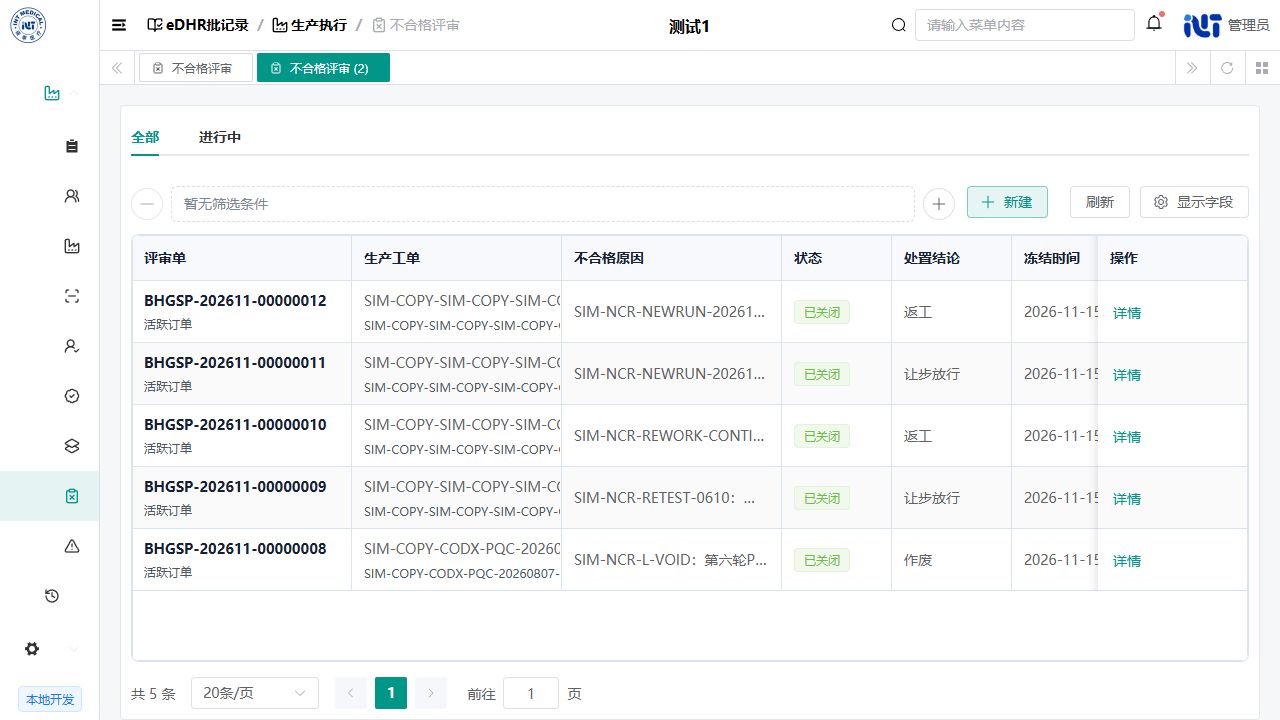 eDHR批记录 / 生产执行 / 不合格评审
测试1
请输入菜单内容
管理员
不合格评审
不合格评审 (2)
全部
进行中
暂无筛选条件
新建
刷新
显示字段
评审单 生产工单 不合格原因 状态 处置结论 冻结时间 操作
BHGSP-202611-00000012
活跃订单
SIM-COPY-SIM-COPY-SIM-CO
SIM-COPY-SIM-COPY-SIM-COPY-
SIM-NCR-NEWRUN-20261...
已关闭
返工
2026-11-15
详情
BHGSP-202611-00000011
活跃订单
SIM-COPY-SIM-COPY-SIM-CO
SIM-COPY-SIM-COPY-SIM-COPY-
SIM-NCR-NEWRUN-20261...
已关闭
让步放行
2026-11-15
详情
BHGSP-202611-00000010
活跃订单
SIM-COPY-SIM-COPY-SIM-CO
SIM-COPY-SIM-COPY-SIM-COPY-
SIM-NCR-REWORK-CONTI...
已关闭
返工
2026-11-15
详情
BHGSP-202611-00000009
活跃订单
SIM-COPY-SIM-COPY-SIM-CO
SIM-COPY-SIM-COPY-SIM-COPY-
SIM-NCR-RETEST-0610：...
已关闭
让步放行
2026-11-15
详情
BHGSP-202611-00000008
活跃订单
SIM-COPY-CODX-PQC-20260
SIM-COPY-CODX-PQC-20260807-
SIM-NCR-L-VOID：第六轮P...
已关闭
作废
2026-11-15
详情
共 5 条
20条/页
1
前往 1 页
本地开发